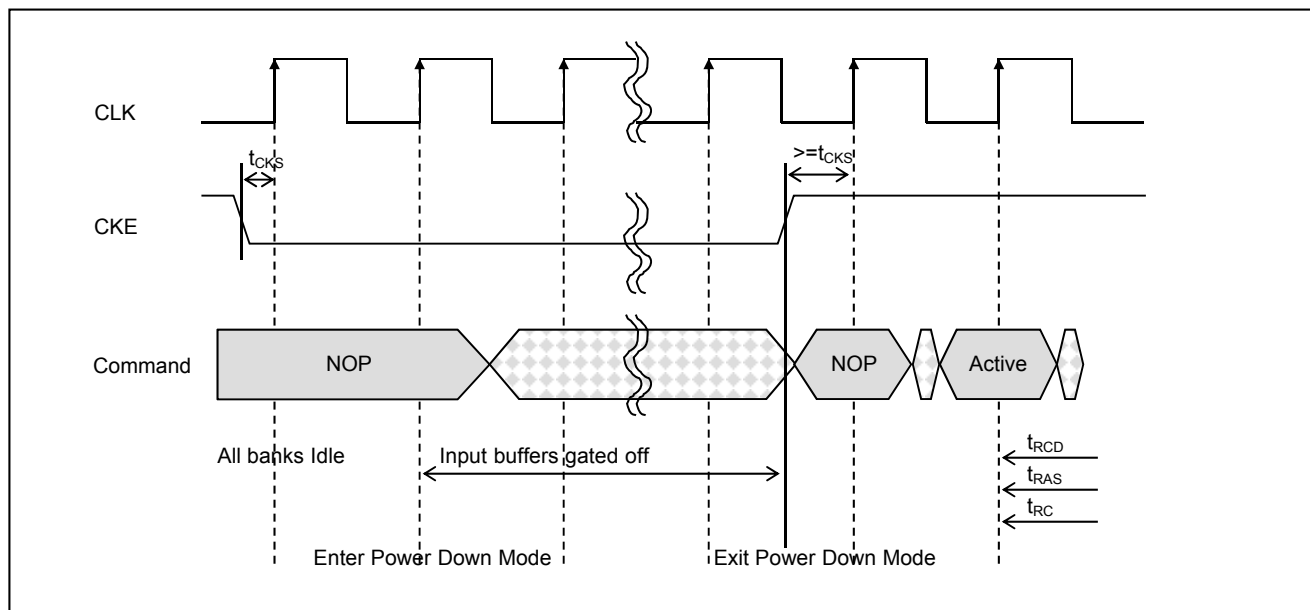 CLK
tCKS
>=tCKS
CKE
Command
NOP
NOP
Active
All banks Idle
Input buffers gated off
tRCD
tRAS
tRC
Enter Power Down Mode
Exit Power Down Mode